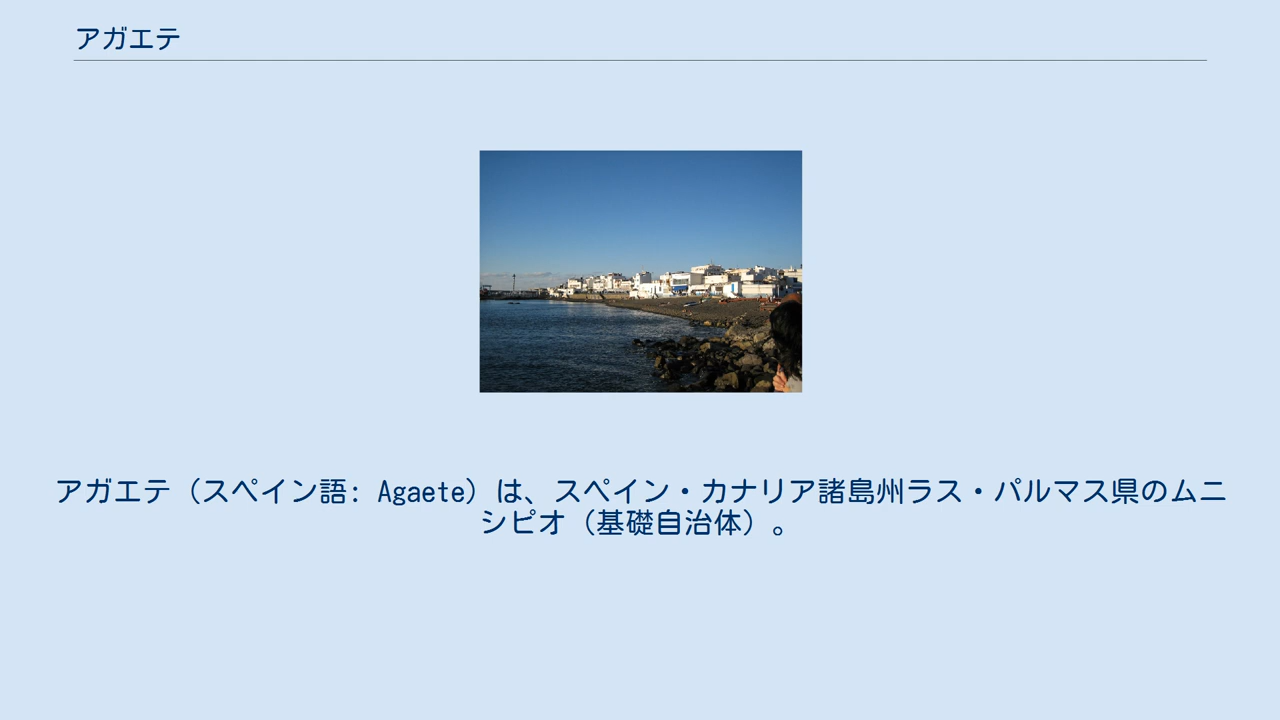 アガエテ
アガエテ（スペイン語: Agaete）は、スペイン・カナリア諸島州ラス・パルマス県のムニ
シピオ（基礎自治体）。